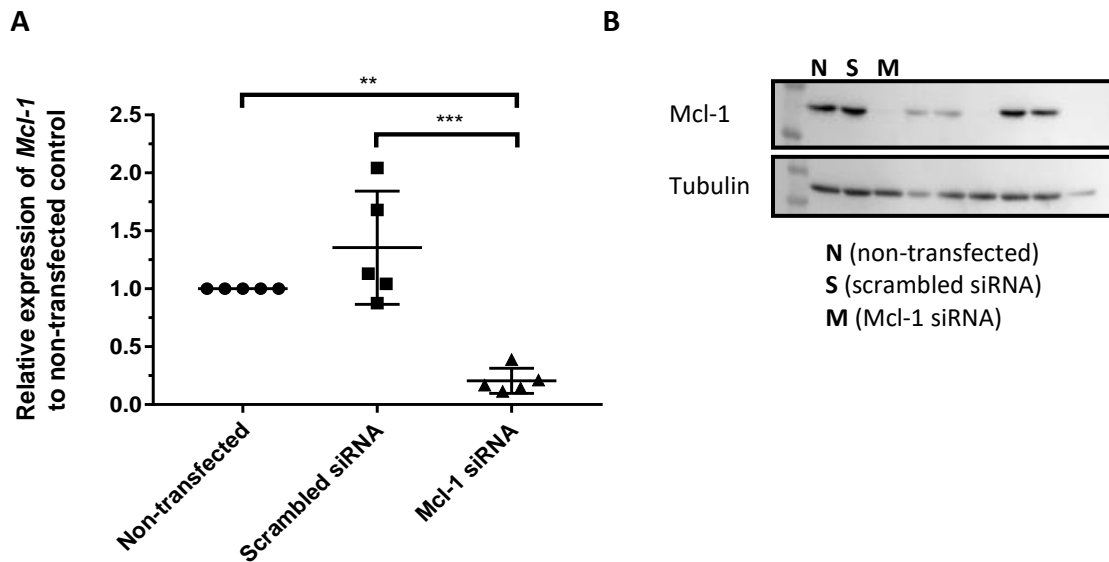 A
**
***
2.5
2.0
1.5
1.0
0.5
0.0
Relative expression of Mcl-1
to non-transfected control
Non-transfected
Scrambled siRNA
Mcl-1 siRNA
B
N S M
Mcl-1
Tubulin
N (non-transfected)
S (scrambled siRNA)
M (Mcl-1 siRNA)